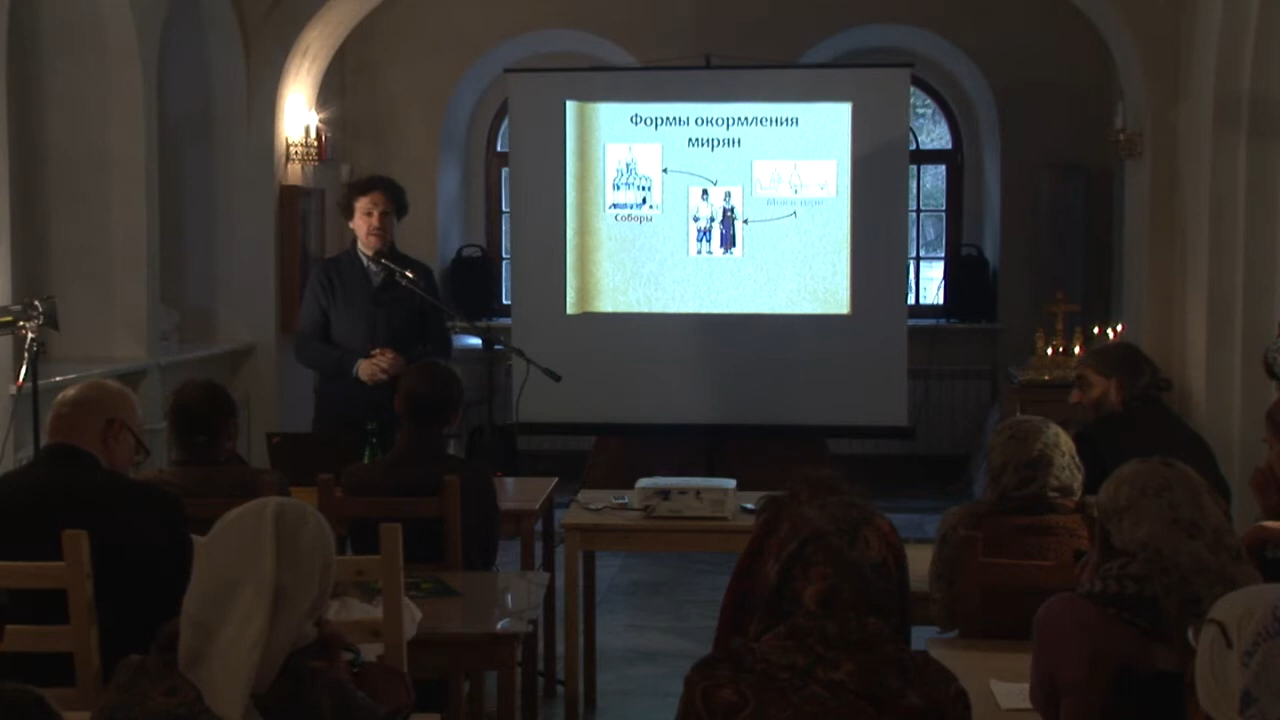 Формы окормления
мирян
Соборы